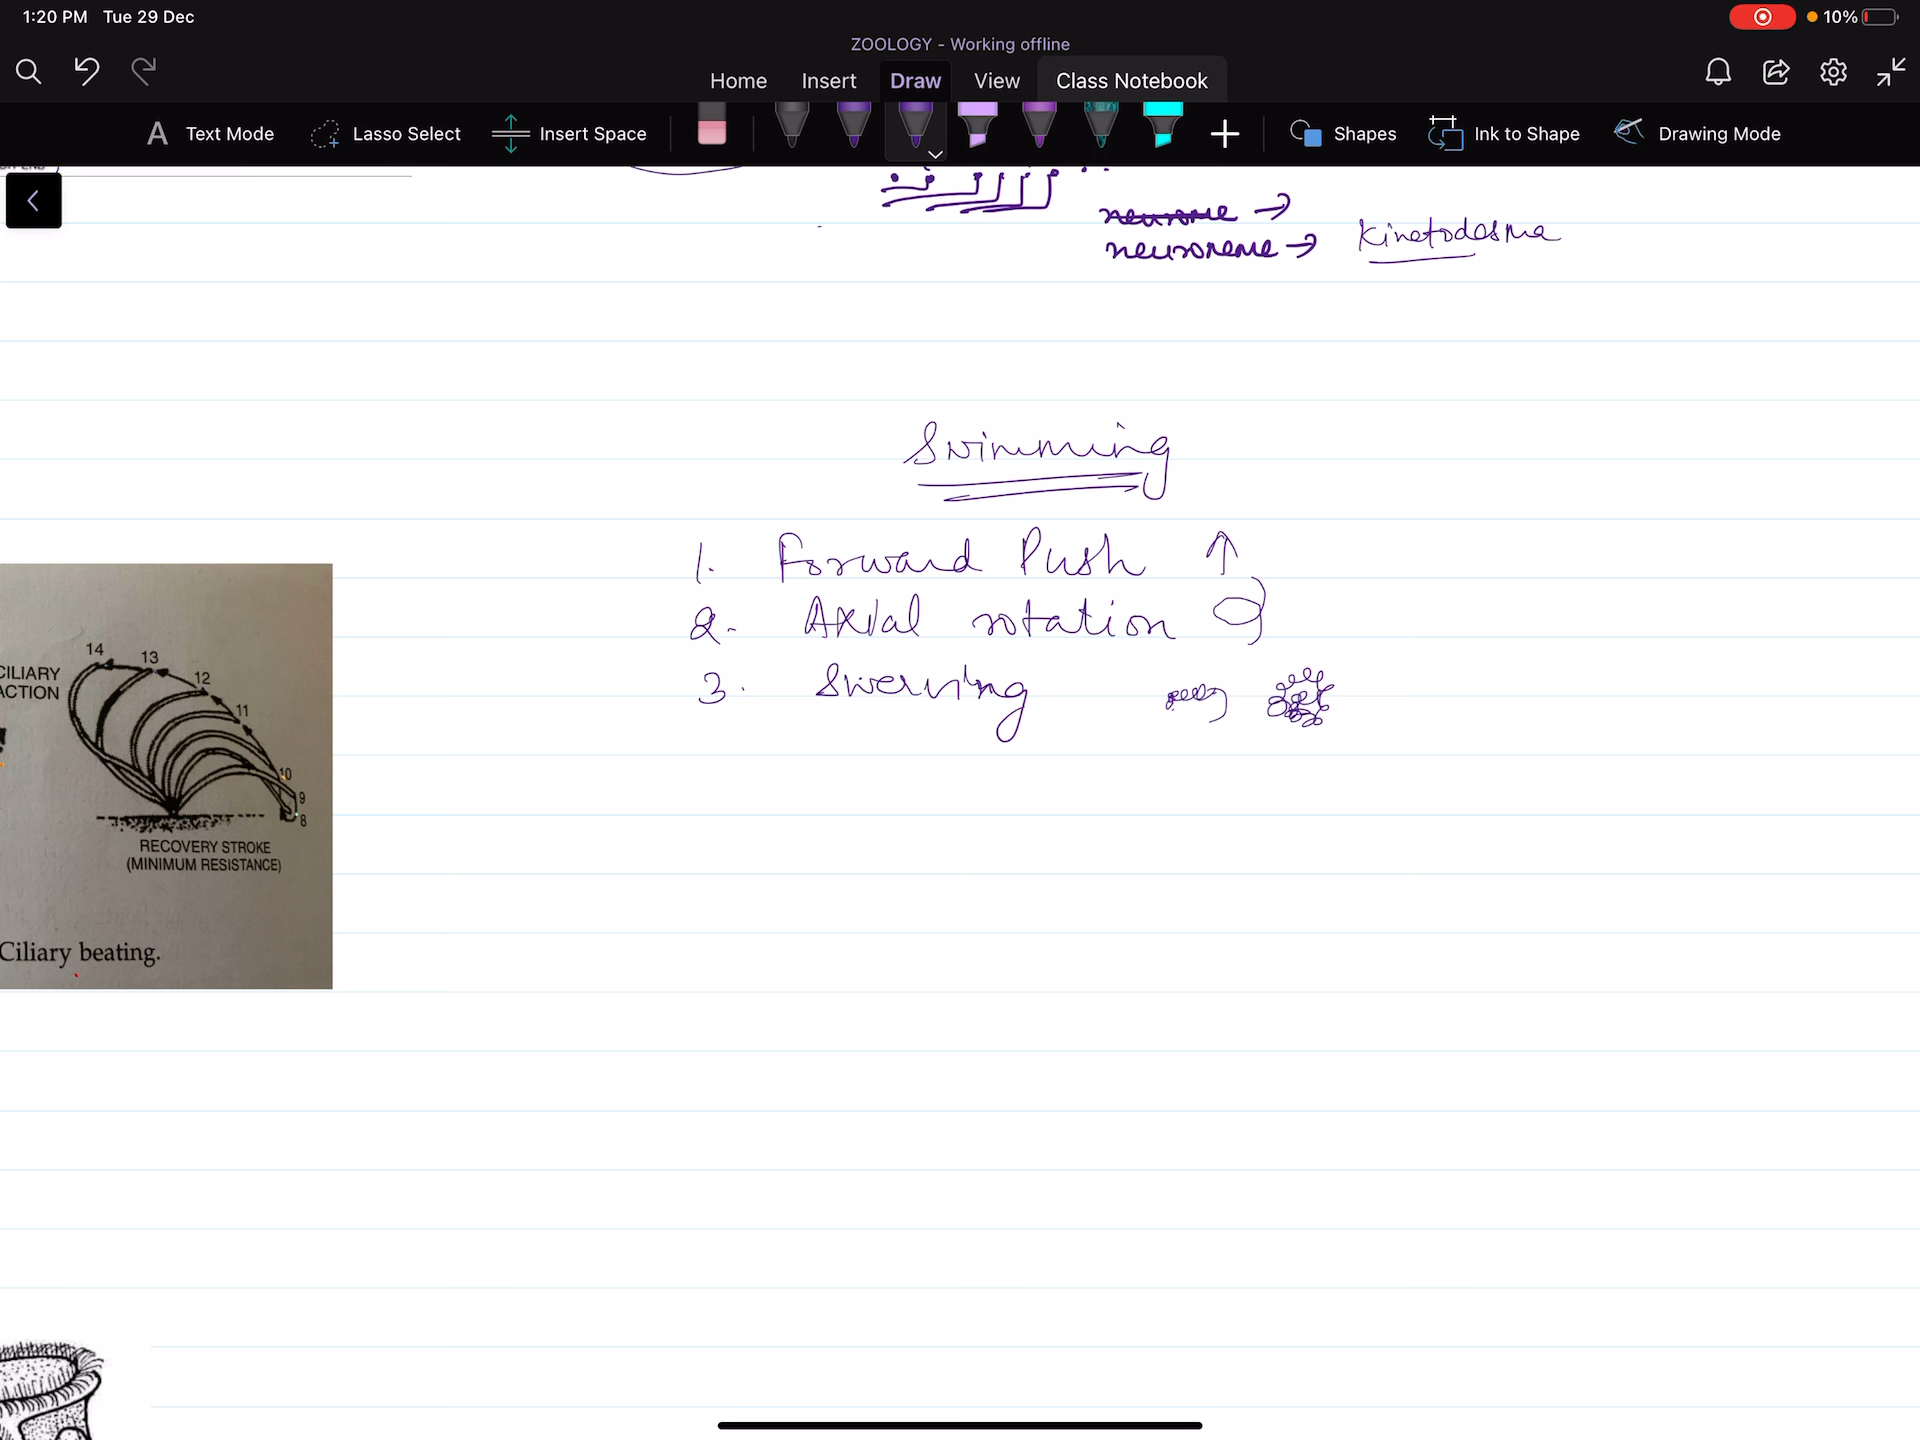 1:20 PM Tue 29 Dec
10%
ZOOLOGY - Working offline
Home Insert Draw View Class Notebook
Text Mode Lasso Select Insert Space Shapes Ink to Shape Drawing Mode
neuroneme → Kinetodesma
Swimming
1. Forward Push ↑
2. Axial rotation
3. Swerving
CILIARY
ACTION
14
13
12
11
10
9
8
RECOVERY STROKE
(MINIMUM RESISTANCE)
Ciliary beating.